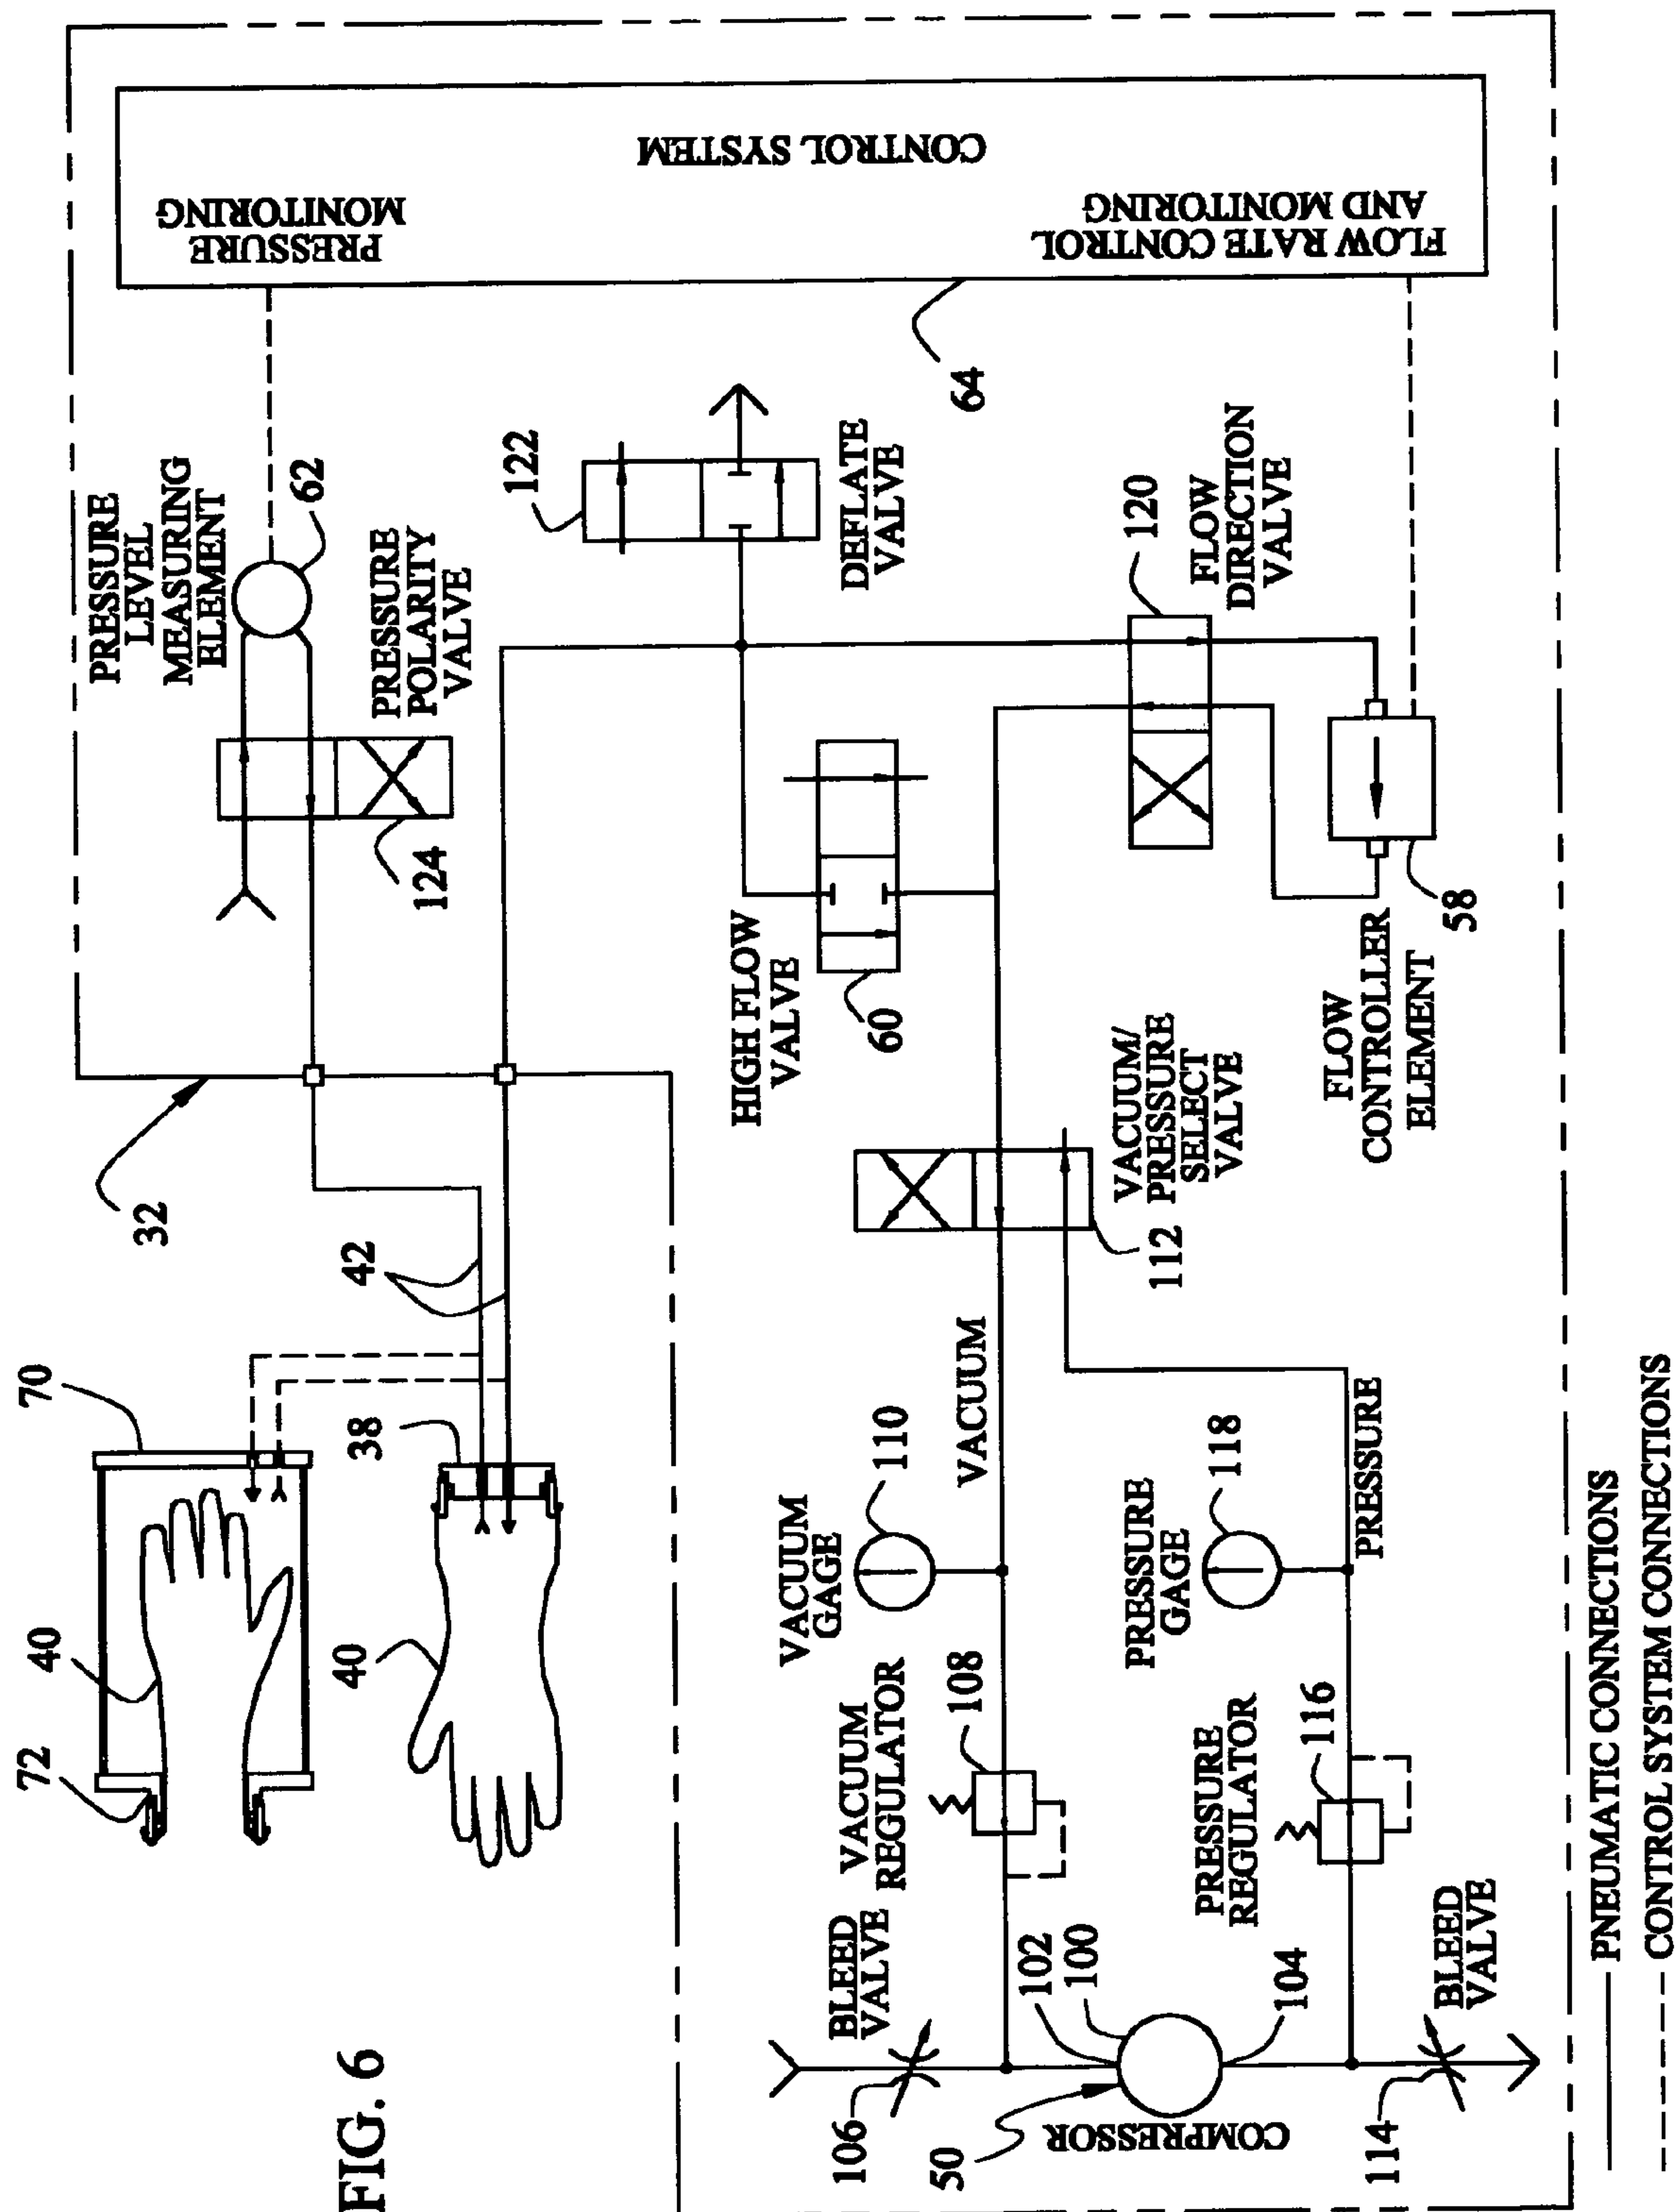 FIG. 6
72
40
70
40
38
42
32
PRESSURE
LEVEL
MEASURING
ELEMENT
62
PRESSURE
POLARITY
VALVE
124
PRESSURE
MONITORING
CONTROL SYSTEM
FLOW RATE CONTROL
AND MONITORING
64
122
DEFLATE
VALVE
HIGH FLOW
VALVE
60
120
FLOW
DIRECTION
VALVE
FLOW
CONTROLLER
ELEMENT
58
VACUUM/
PRESSURE
SELECT
VALVE
112
VACUUM
VACUUM
GAGE
110
VACUUM
REGULATOR
108
BLEED
VALVE
106
102
100
50
COMPRESSOR
104
PRESSURE
GAGE
118
PRESSURE
PRESSURE
REGULATOR
116
BLEED
VALVE
114
PNEUMATIC CONNECTIONS
CONTROL SYSTEM CONNECTIONS